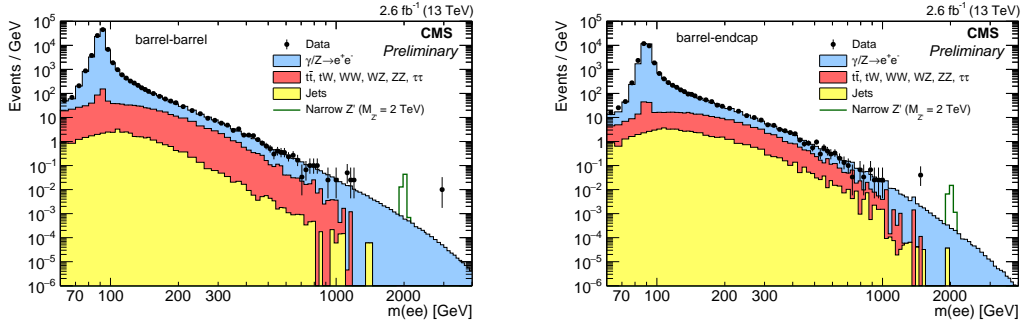 2.6 fb⁻¹ (13 TeV)
CMS
Preliminary
barrel-barrel
Data
γ/Z→e⁺e⁻
tt̄, tW, WW, WZ, ZZ, ττ
Jets
Narrow Z' (M_Z' = 2 TeV)
Events / GeV
10⁵
10⁴
10³
10²
10
1
10⁻¹
10⁻²
10⁻³
10⁻⁴
10⁻⁵
10⁻⁶
70 100 200 300 1000 2000
m(ee) [GeV]
2.6 fb⁻¹ (13 TeV)
CMS
Preliminary
barrel-endcap
Data
γ/Z→e⁺e⁻
tt̄, tW, WW, WZ, ZZ, ττ
Jets
Narrow Z' (M_Z' = 2 TeV)
Events / GeV
10⁵
10⁴
10³
10²
10
1
10⁻¹
10⁻²
10⁻³
10⁻⁴
10⁻⁵
10⁻⁶
70 100 200 300 1000 2000
m(ee) [GeV]